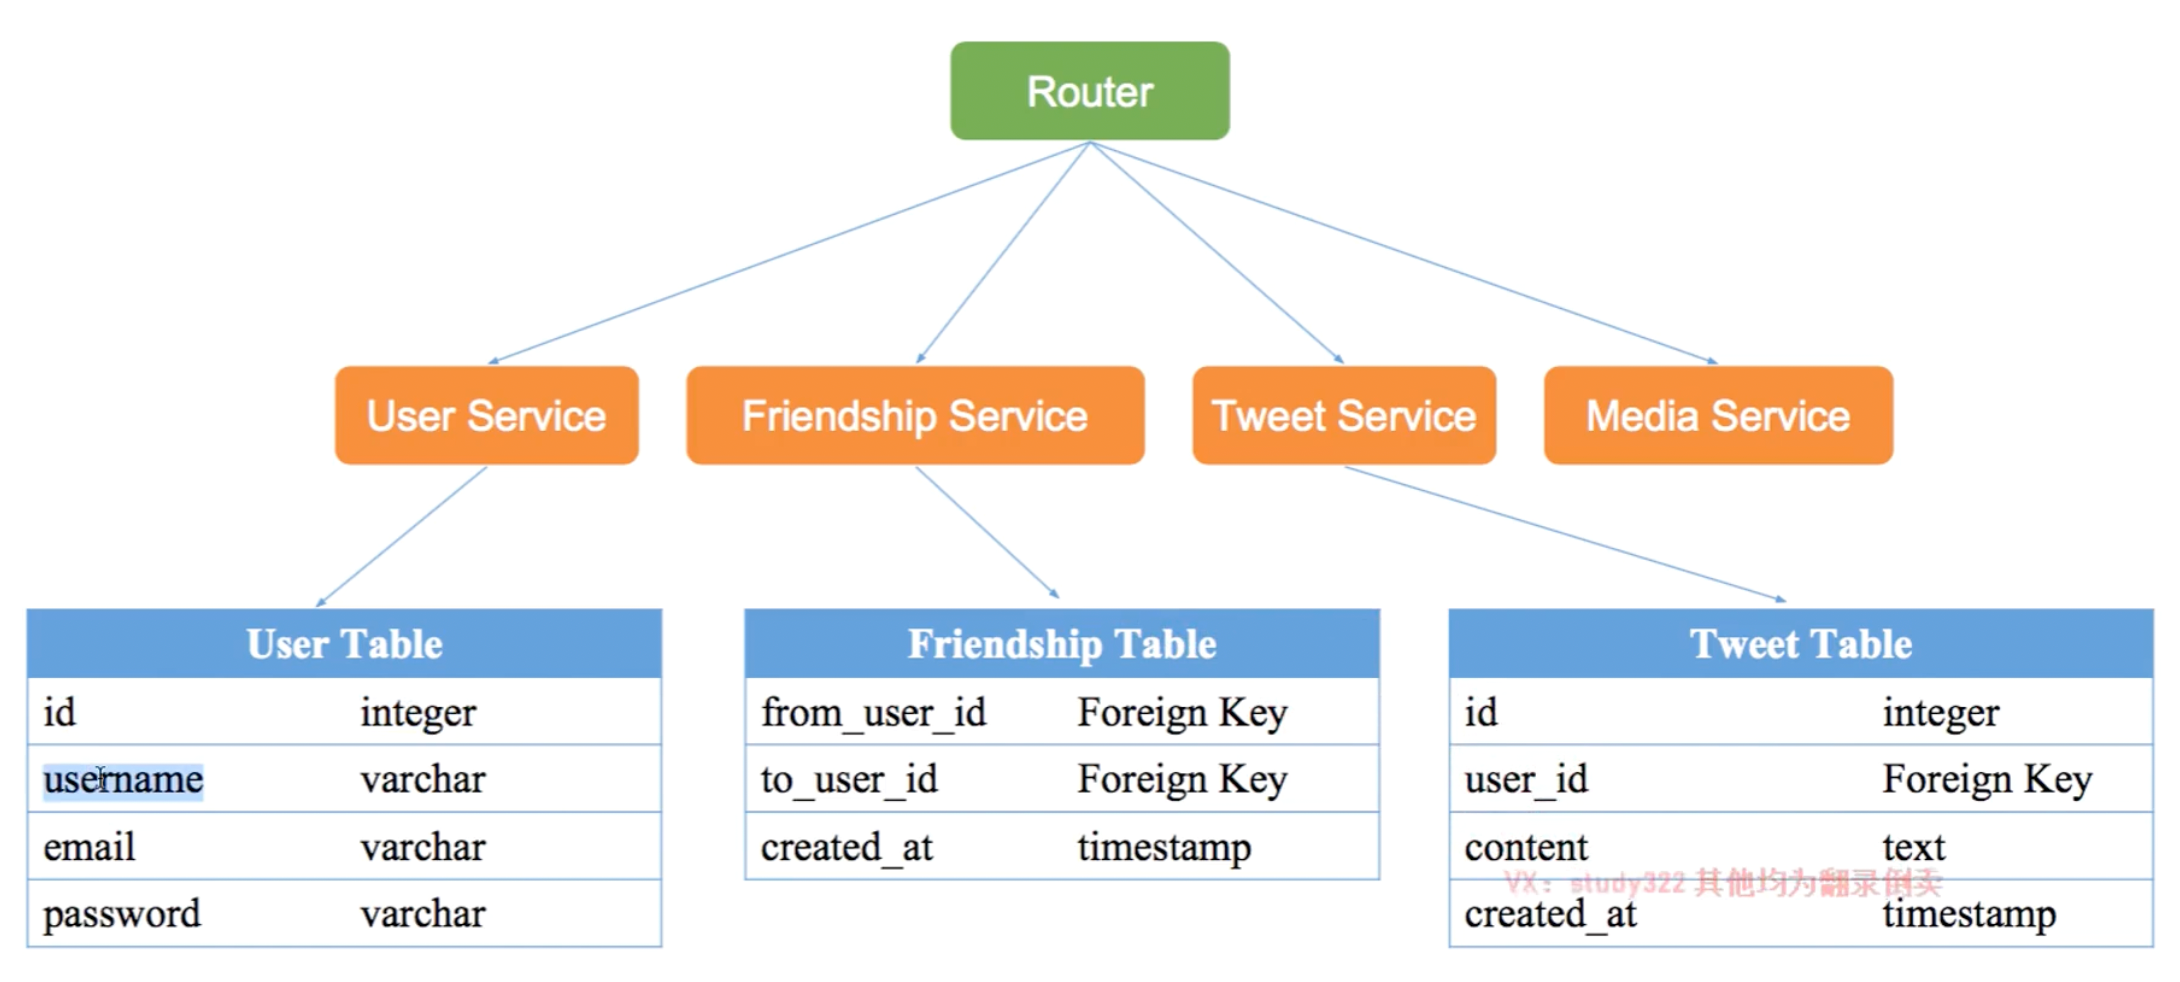 Router
User Service
Friendship Service
Tweet Service
Media Service
User Table
id integer
username varchar
email varchar
password varchar
Friendship Table
from_user_id Foreign Key
to_user_id Foreign Key
created_at timestamp
Tweet Table
id integer
user_id Foreign Key
content text
VX：study322 其他均为翻录倒卖
created_at timestamp